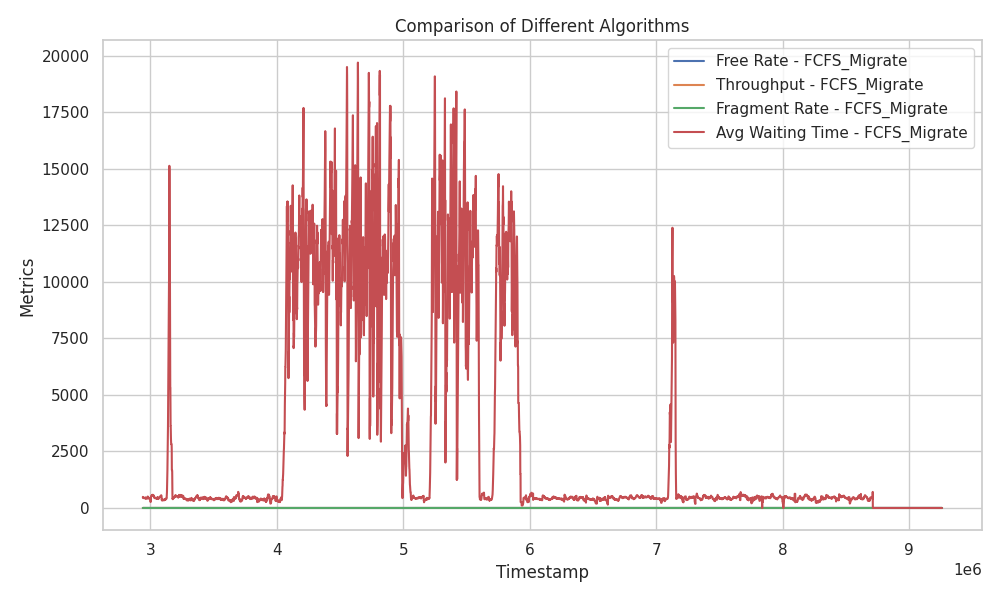 Comparison of Different Algorithms
Free Rate - FCFS_Migrate
Throughput - FCFS_Migrate
Fragment Rate - FCFS_Migrate
Avg Waiting Time - FCFS_Migrate
Metrics
20000
17500
15000
12500
10000
7500
5000
2500
0
3 4 5 6 7 8 9
1e6
Timestamp